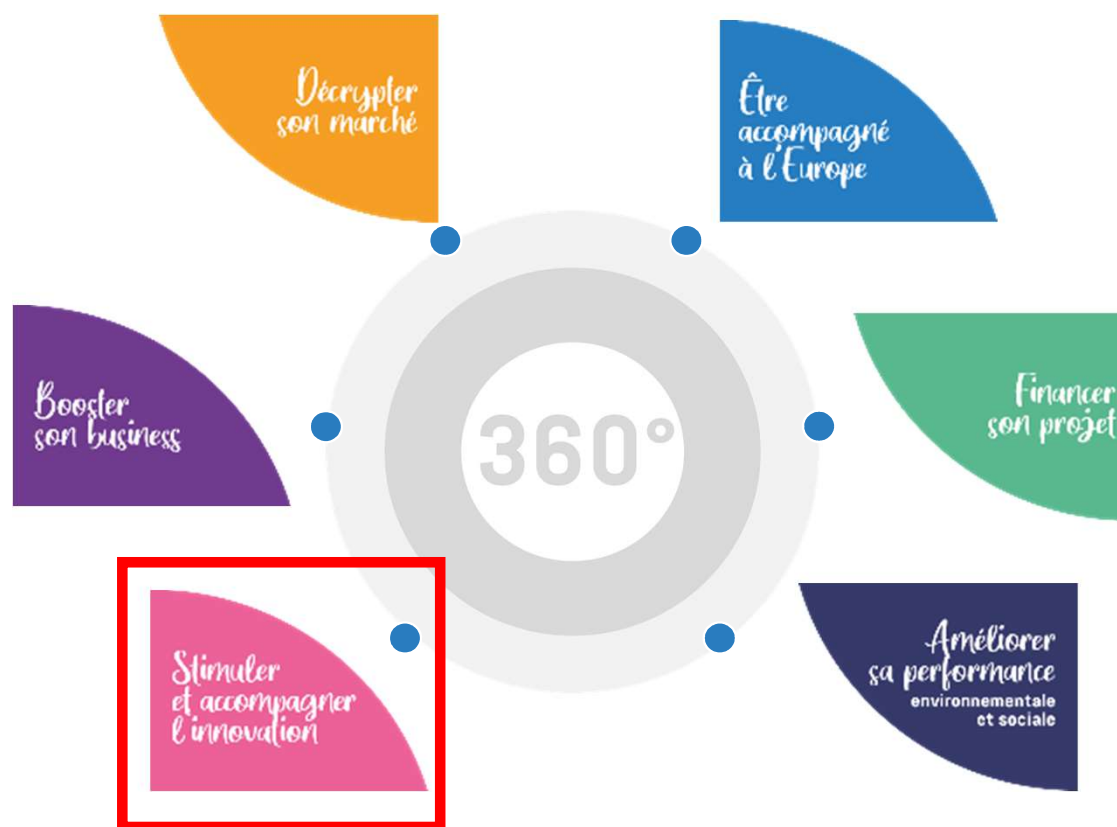 Décrypter
son marché
Être
accompagné
à l'Europe
Booster
son business
360°
Financer
son projet
Stimuler
et accompagner
l'innovation
Améliorer
sa performance
environnementale
et sociale